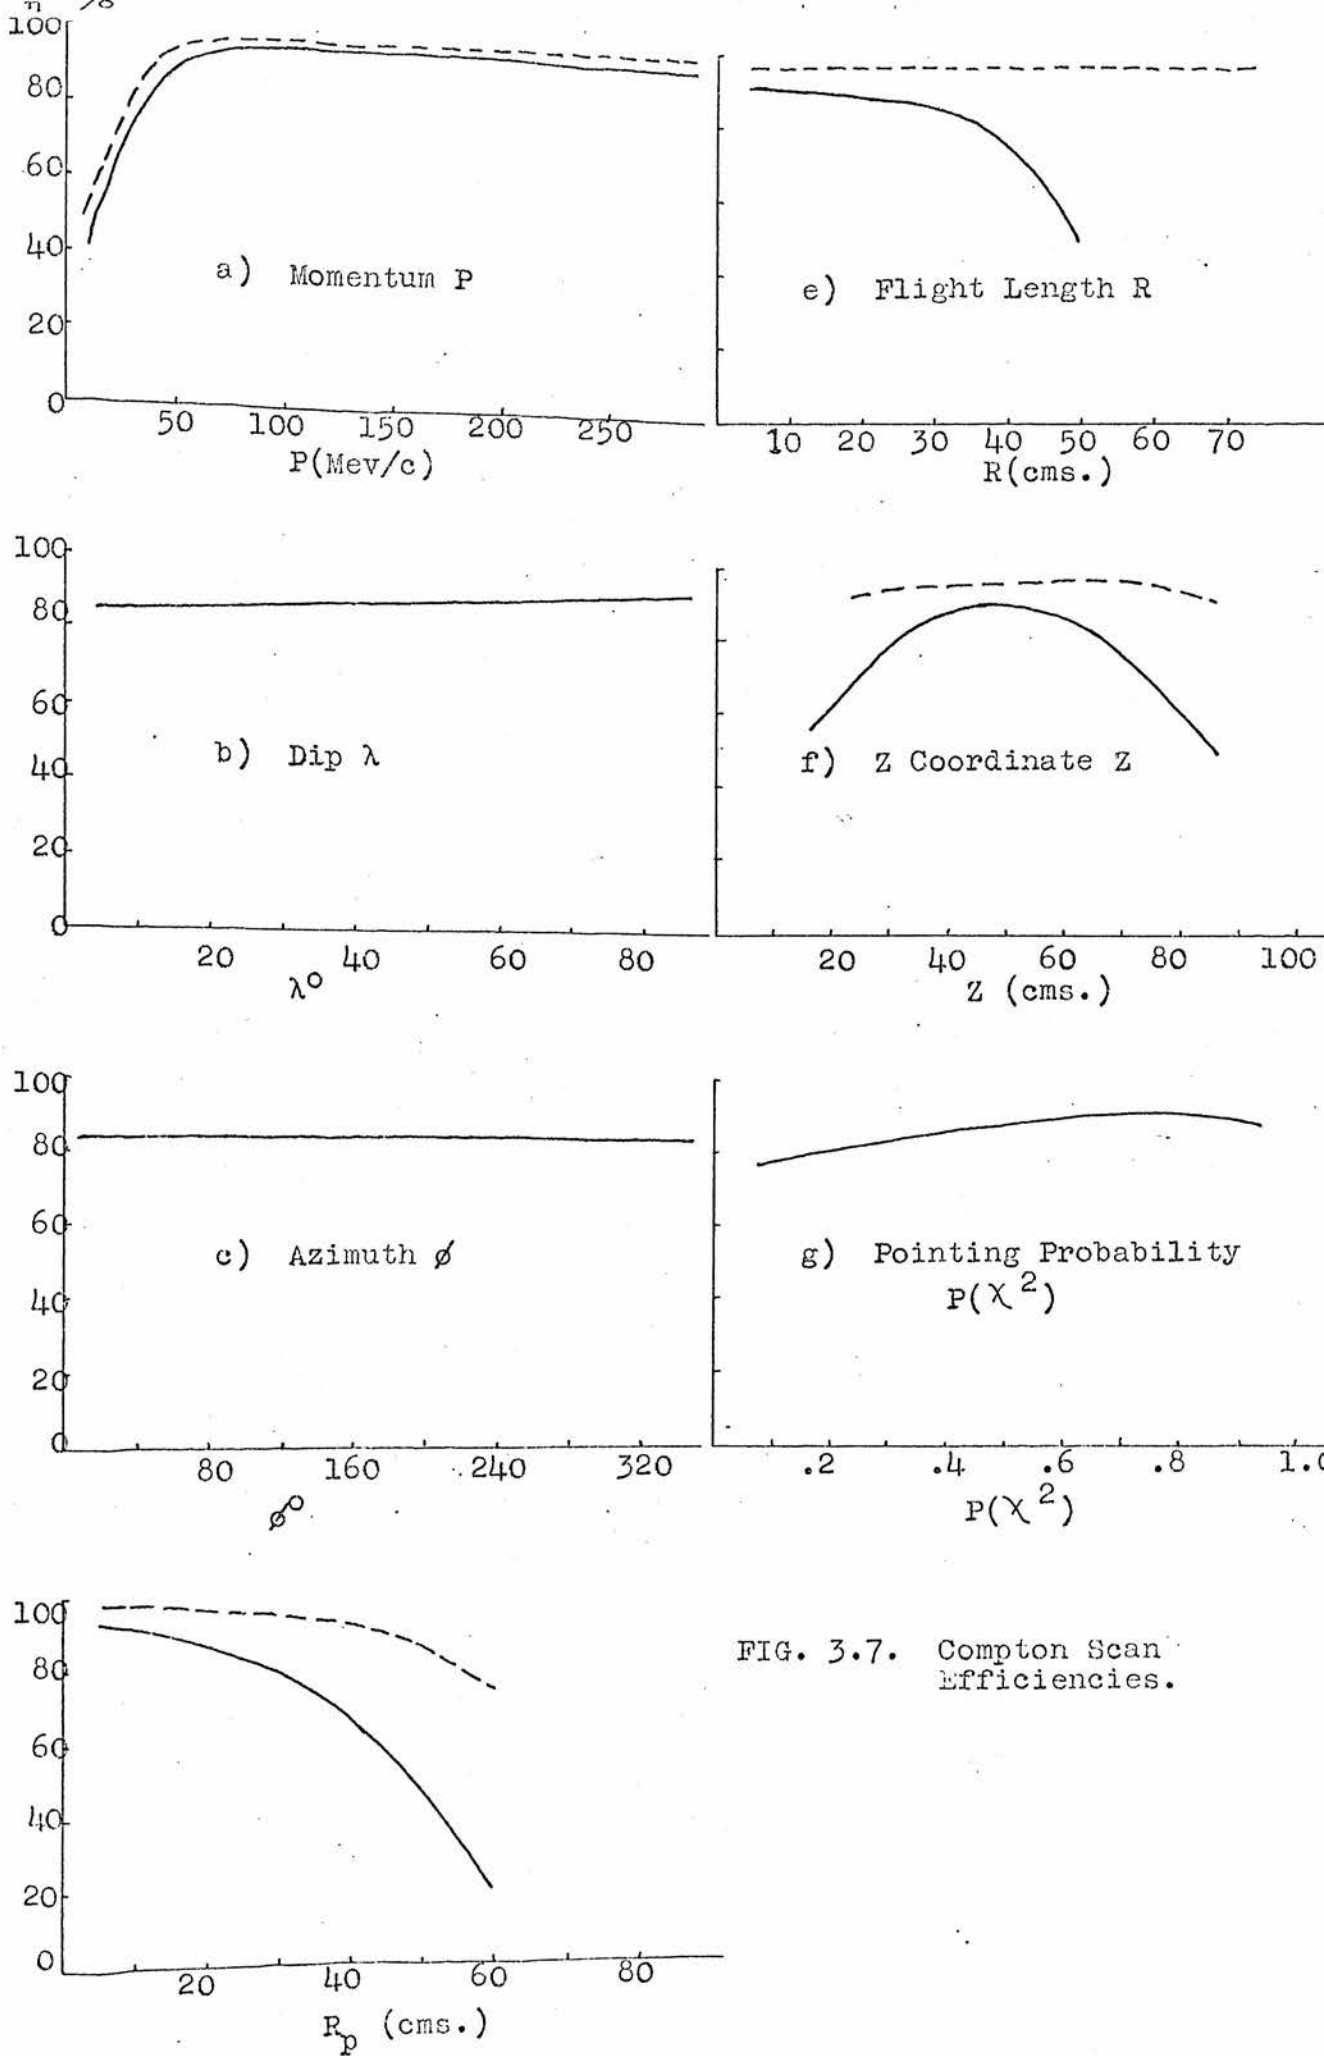 η %
100
80
60
40
20
0
a) Momentum P
50 100 150 200 250
P(Mev/c)
e) Flight Length R
10 20 30 40 50 60 70
R(cms.)
100
80
60
40
20
0
b) Dip λ
20 40 60 80
λ°
f) Z Coordinate Z
20 40 60 80 100
Z (cms.)
100
80
60
40
20
0
c) Azimuth ø
80 160 240 320
ø°
g) Pointing Probability
P(χ²)
.2 .4 .6 .8 1.0
P(χ²)
100
80
60
40
20
0
20 40 60 80
Rp (cms.)
FIG. 3.7. Compton Scan
Efficiencies.